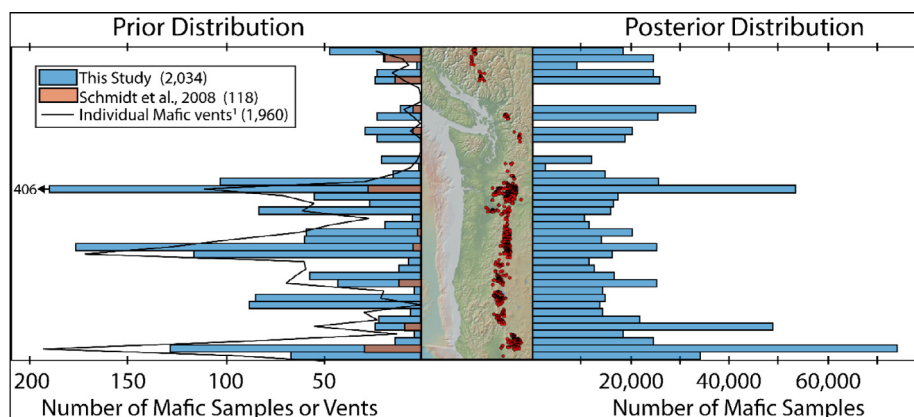 Prior Distribution
Posterior Distribution
This Study (2,034)
Schmidt et al., 2008 (118)
Individual Mafic vents¹ (1,960)
406
200 150 100 50
20,000 40,000 60,000
Number of Mafic Samples or Vents
Number of Mafic Samples